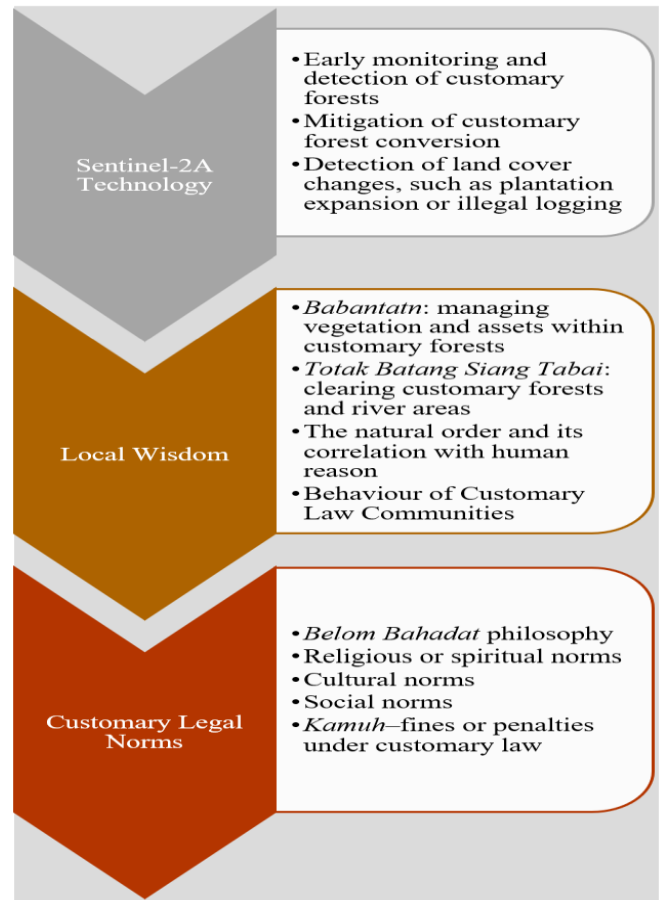 Sentinel-2A
Technology
• Early monitoring and
detection of customary
forests
• Mitigation of customary
forest conversion
• Detection of land cover
changes, such as plantation
expansion or illegal logging
Local Wisdom
• Babantatn: managing
vegetation and assets within
customary forests
• Totak Batang Siang Tabai:
clearing customary forests
and river areas
• The natural order and its
correlation with human
reason
• Behaviour of Customary
Law Communities
Customary Legal
Norms
• Belom Bahadat philosophy
• Religious or spiritual norms
• Cultural norms
• Social norms
• Kamuh–fines or penalties
under customary law